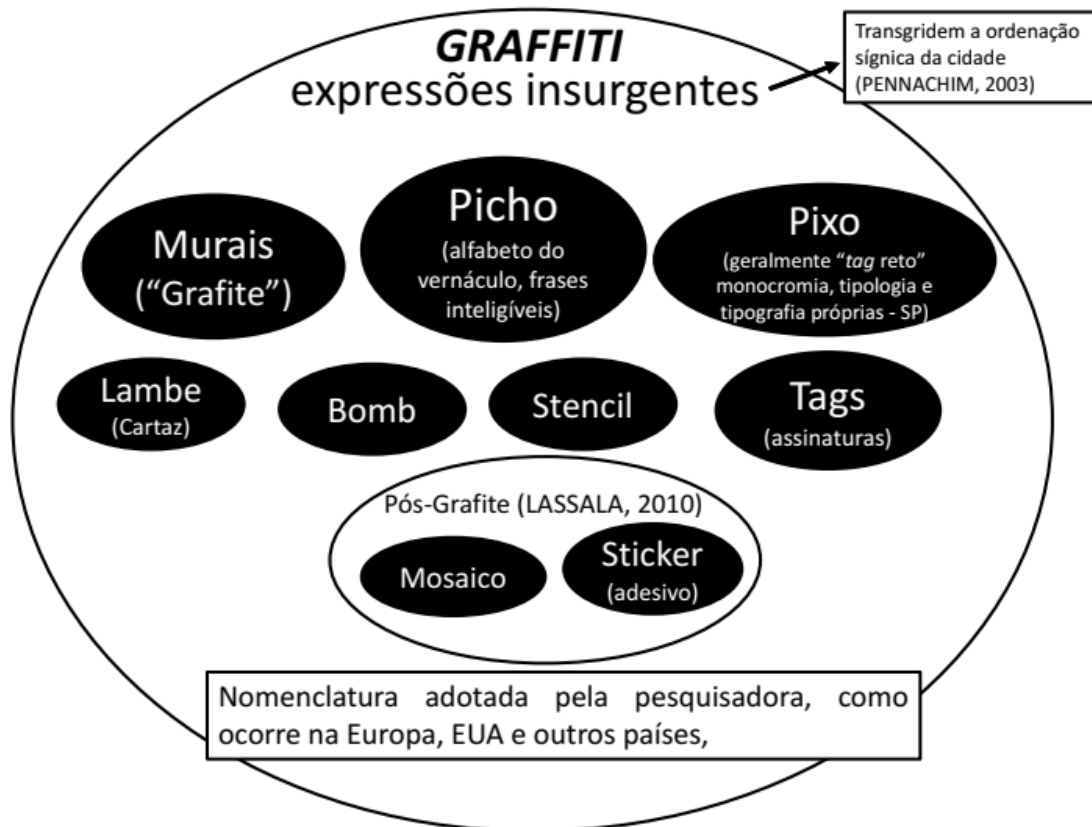 GRAFFITI
expressões insurgentes
Transgridem a ordenação
sígnica da cidade
(PENNACHIM, 2003)
Murais
(“Grafite”)
Picho
(alfabeto do
vernáculo, frases
inteligíveis)
Pixo
(geralmente “tag reto”
monocromia, tipologia e
tipografia próprias - SP)
Lambe
(Cartaz)
Bomb
Stencil
Tags
(assinaturas)
Pós-Grafite (LASSALA, 2010)
Mosaico
Sticker
(adesivo)
Nomenclatura adotada pela pesquisadora, como
ocorre na Europa, EUA e outros países,